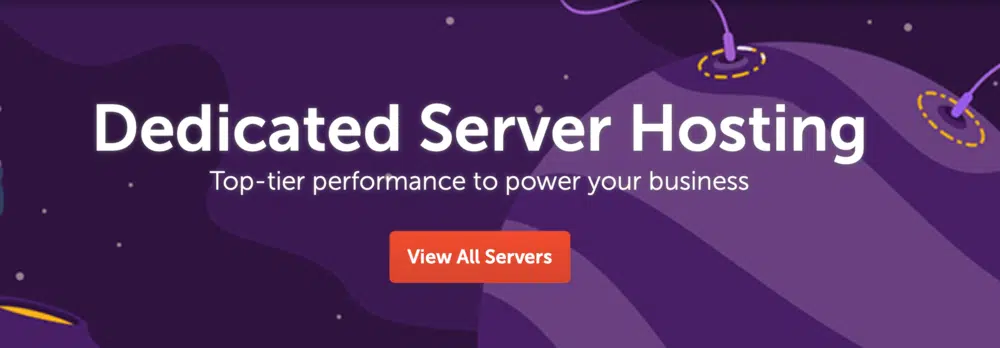 Dedicated Server Hosting
Top-tier performance to power your business
View All Servers